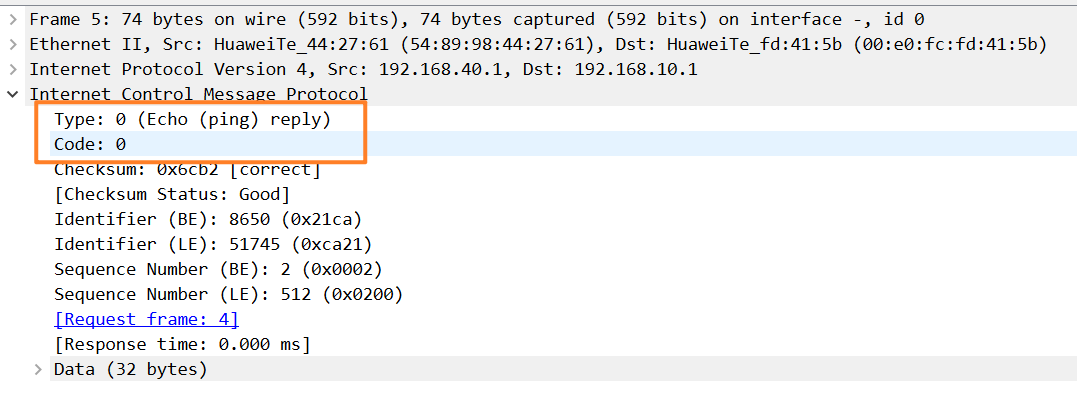 Frame 5: 74 bytes on wire (592 bits), 74 bytes captured (592 bits) on interface -, id 0
Ethernet II, Src: HuaweiTe_44:27:61 (54:89:98:44:27:61), Dst: HuaweiTe_fd:41:5b (00:e0:fc:fd:41:5b)
Internet Protocol Version 4, Src: 192.168.40.1, Dst: 192.168.10.1
Internet Control Message Protocol
Type: 0 (Echo (ping) reply)
Code: 0
Checksum: 0x6cb2 [correct]
[Checksum Status: Good]
Identifier (BE): 8650 (0x21ca)
Identifier (LE): 51745 (0xca21)
Sequence Number (BE): 2 (0x0002)
Sequence Number (LE): 512 (0x0200)
[Request frame: 4]
[Response time: 0.000 ms]
Data (32 bytes)